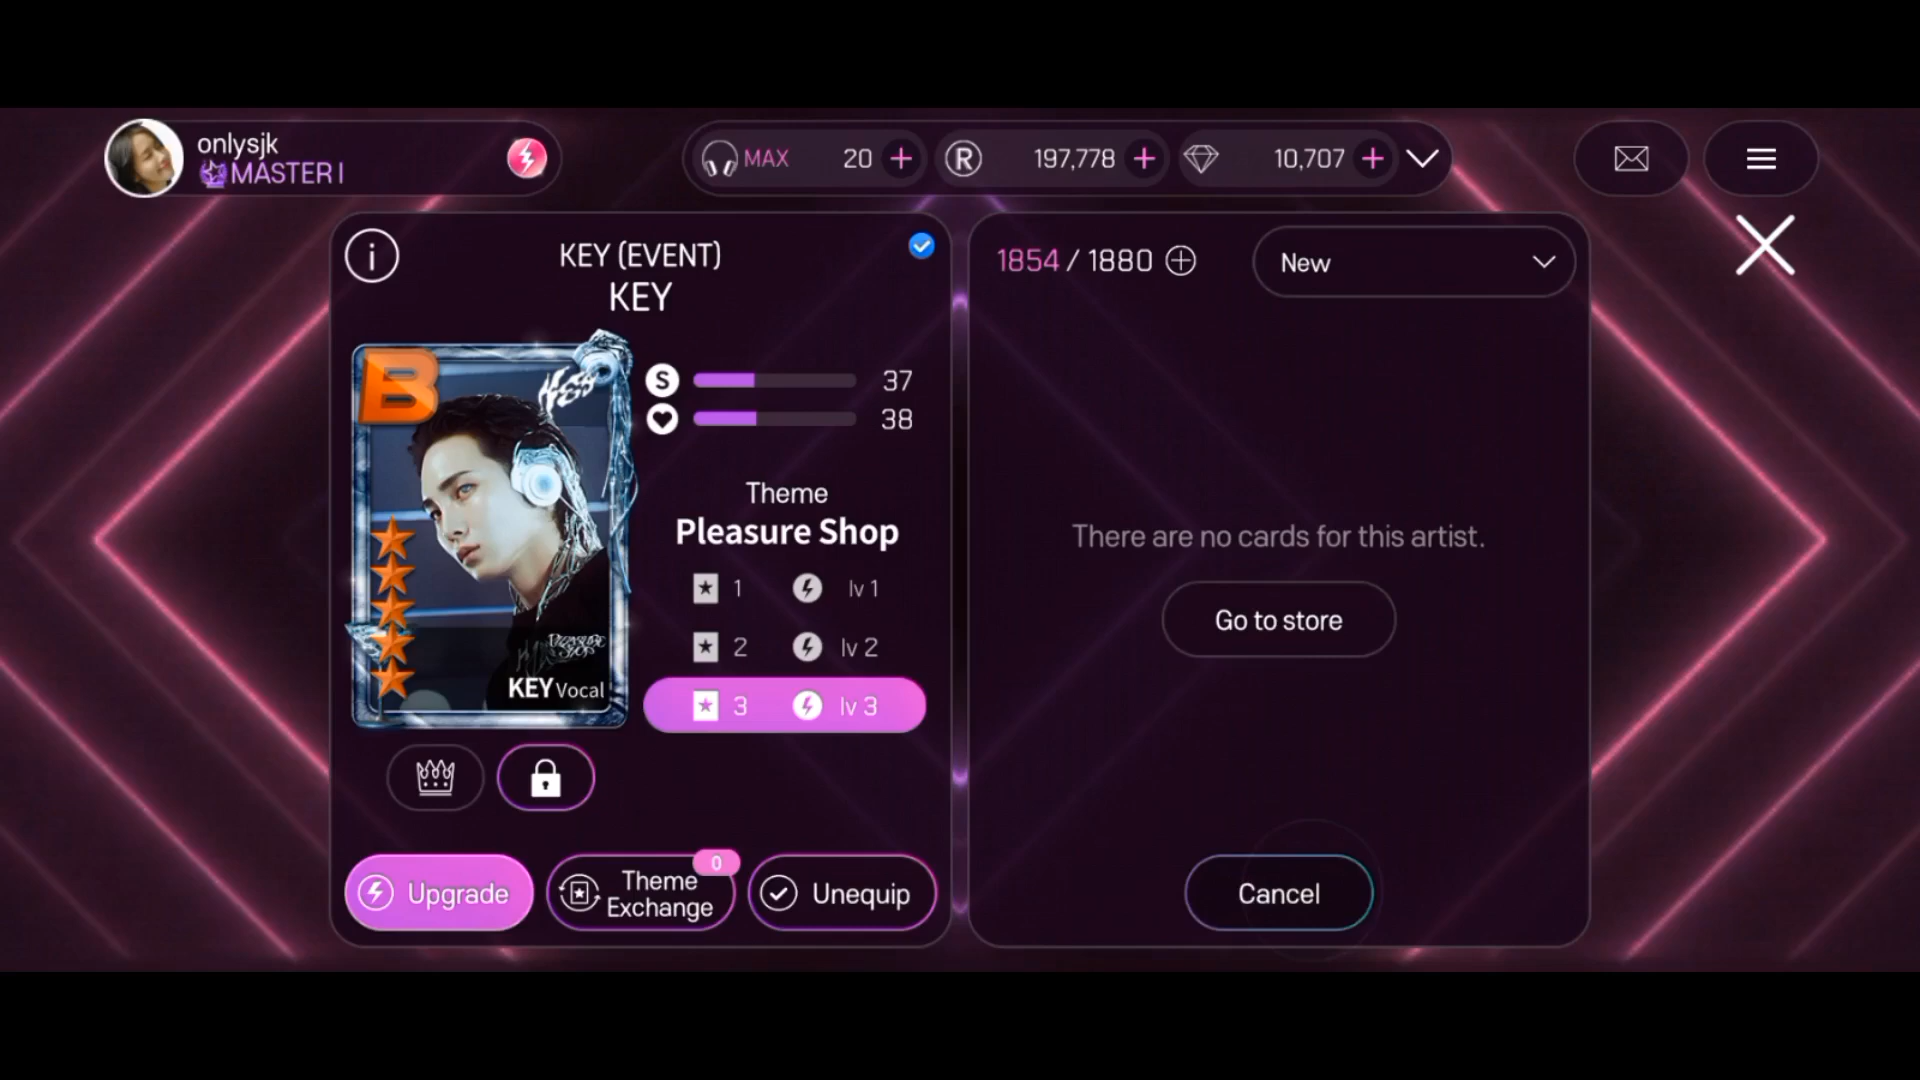 onlysjk
MASTER I
MAX 20
R 197,778
10,707
KEY (EVENT)
KEY
B
S 37
38
Theme
Pleasure Shop
1 lv 1
2 lv 2
3 lv 3
PLEASURE
SHOP
KEY Vocal
Upgrade
0
Theme
Exchange
Unequip
1854 / 1880
New
There are no cards for this artist.
Go to store
Cancel